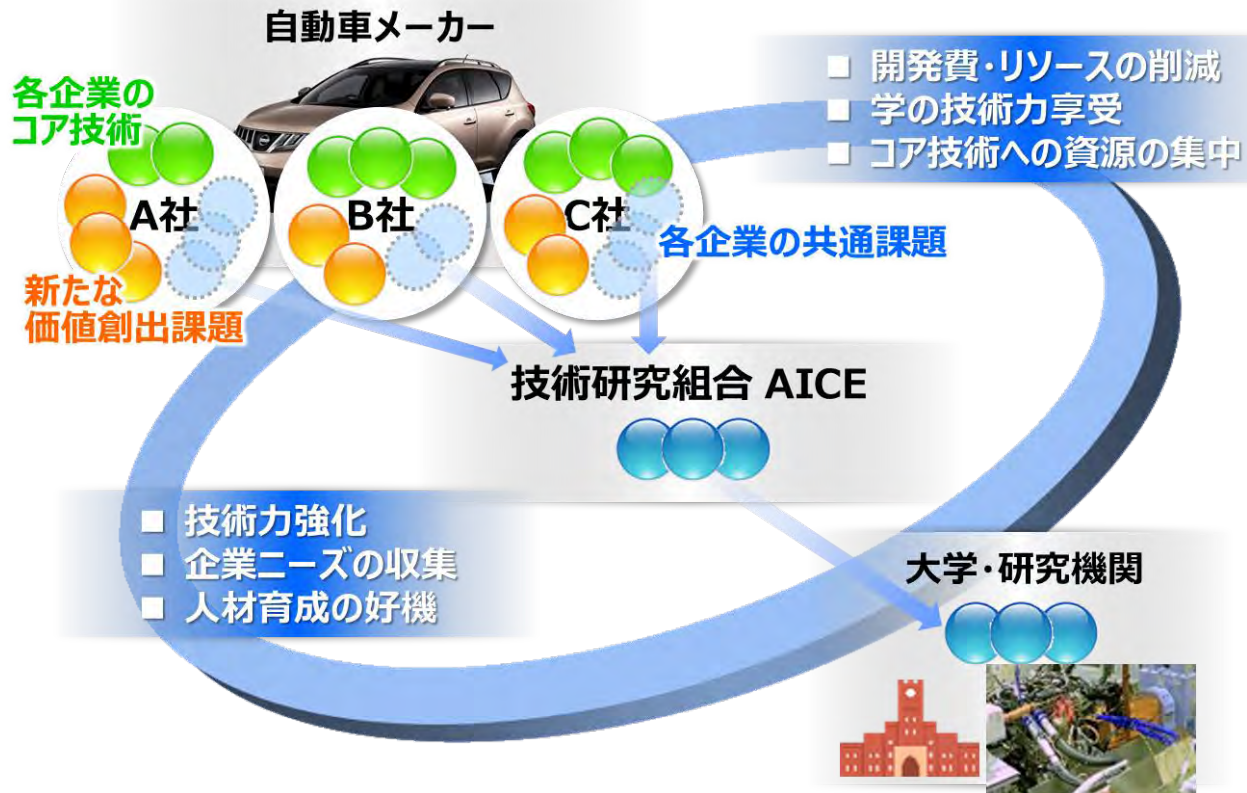 自動車メーカー
各企業の
コア技術
A社
B社
C社
新たな
価値創出課題
各企業の共通課題
■ 開発費・リソースの削減
■ 学の技術力享受
■ コア技術への資源の集中
技術研究組合 AICE
■ 技術力強化
■ 企業ニーズの収集
■ 人材育成の好機
大学・研究機関